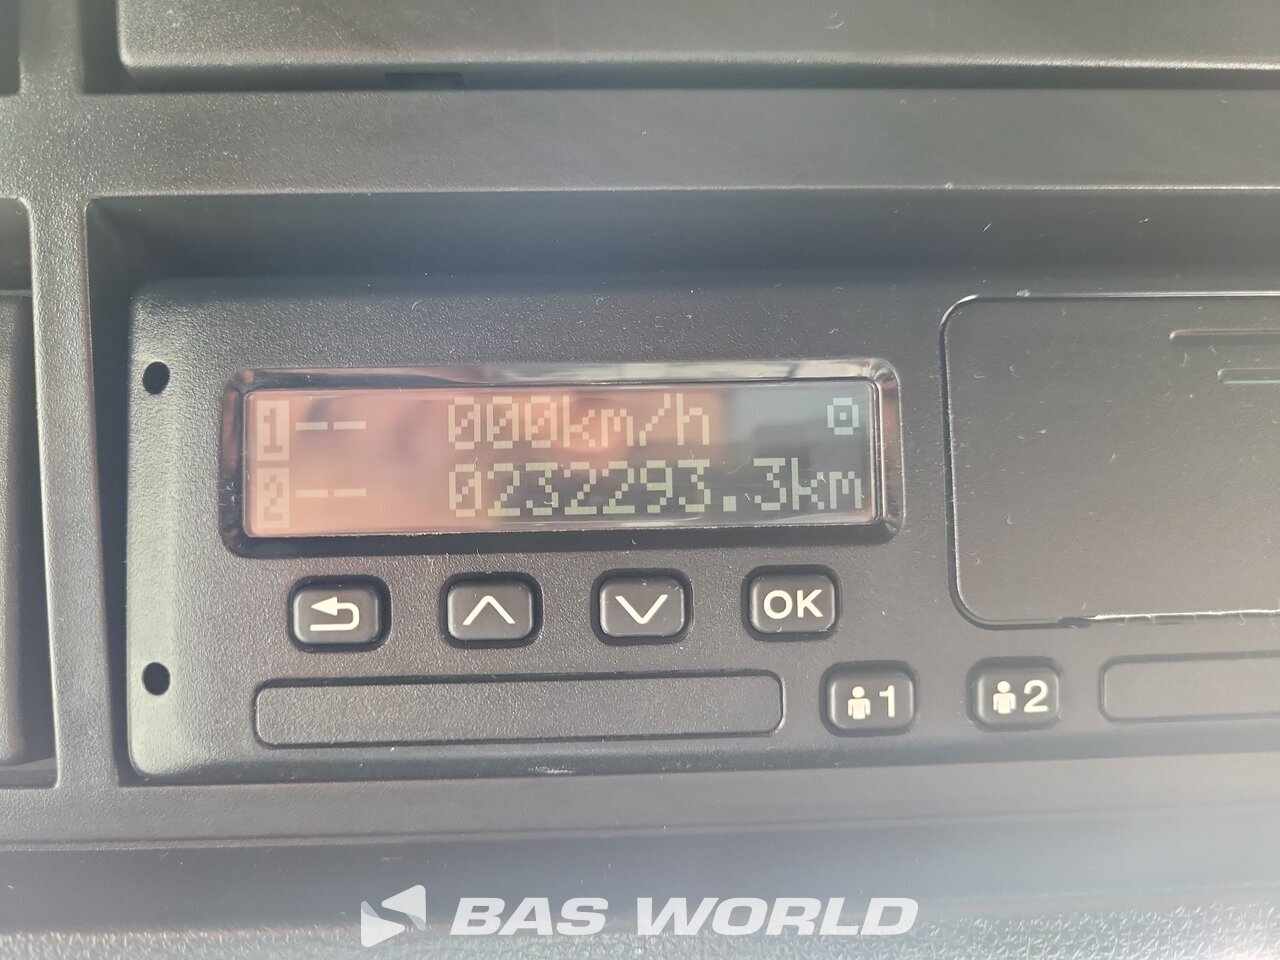 1 -- 000km/h
2 -- 0232293.3km
OK
1 2
BAS WORLD